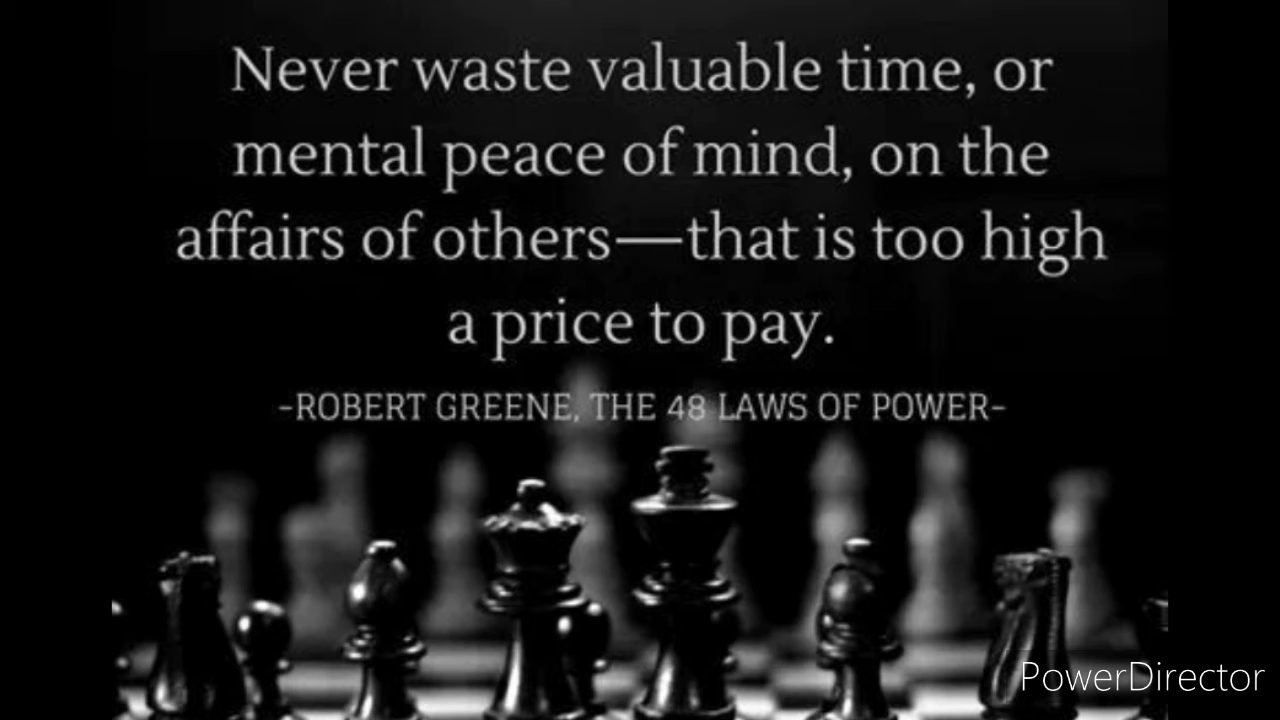 Never waste valuable time, or
mental peace of mind, on the
affairs of others—that is too high
a price to pay.
-ROBERT GREENE, THE 48 LAWS OF POWER-
PowerDirector